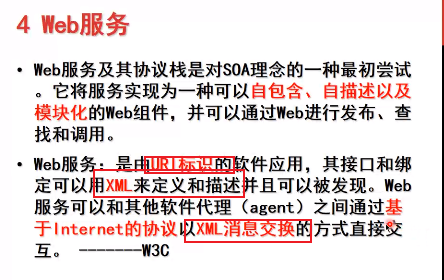 4 Web服务
• Web服务及其协议栈是对SOA理念的一种最初尝试
。它将服务实现为一种可以自包含、自描述以及
模块化的Web组件，并可以通过Web进行发布、查
找和调用。
• Web服务：是由URI标识的软件应用，其接口和绑
定可以用XML来定义和描述并且可以被发现。Web
服务可以和其他软件代理（agent）之间通过基
于Internet的协议以XML消息交换的方式直接交
互。 -------W3C